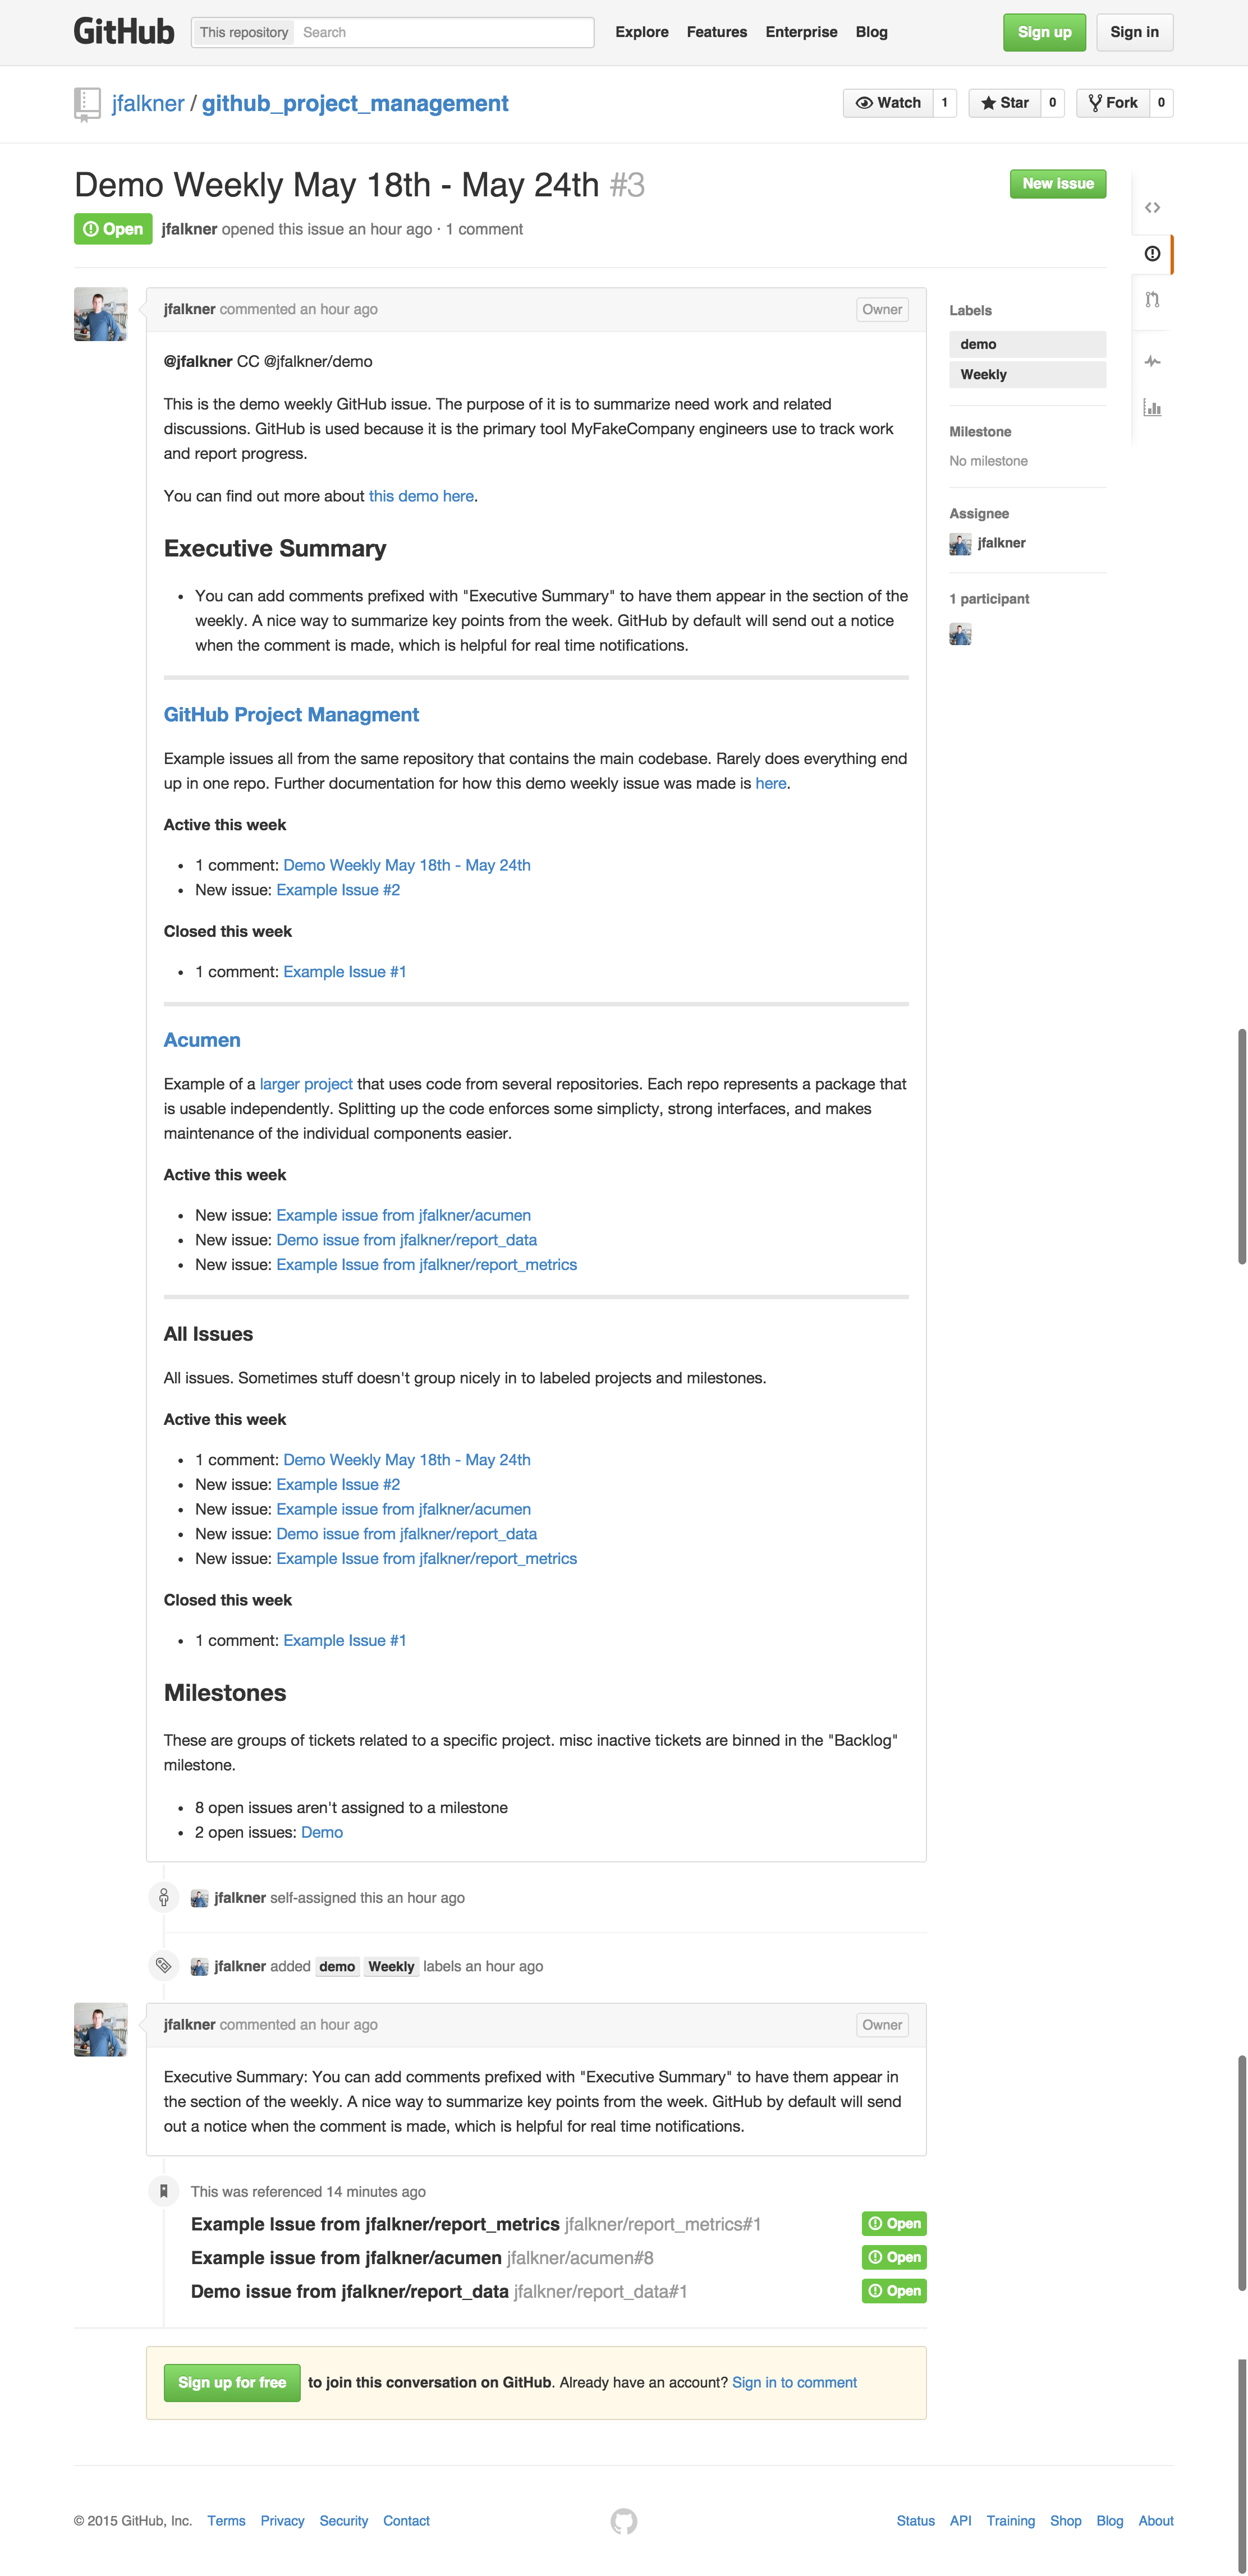 GitHub This repository Search Explore Features Enterprise Blog Sign up Sign in
jfalkner / github_project_management Watch 1 Star 0 Fork 0
Demo Weekly May 18th - May 24th #3 New issue
Open jfalkner opened this issue an hour ago · 1 comment
jfalkner commented an hour ago Owner
@jfalkner CC @jfalkner/demo
This is the demo weekly GitHub issue. The purpose of it is to summarize need work and related
discussions. GitHub is used because it is the primary tool MyFakeCompany engineers use to track work
and report progress.
You can find out more about this demo here.
Executive Summary
• You can add comments prefixed with "Executive Summary" to have them appear in the section of the
weekly. A nice way to summarize key points from the week. GitHub by default will send out a notice
when the comment is made, which is helpful for real time notifications.
GitHub Project Managment
Example issues all from the same repository that contains the main codebase. Rarely does everything end
up in one repo. Further documentation for how this demo weekly issue was made is here.
Active this week
• 1 comment: Demo Weekly May 18th - May 24th
• New issue: Example Issue #2
Closed this week
• 1 comment: Example Issue #1
Acumen
Example of a larger project that uses code from several repositories. Each repo represents a package that
is usable independently. Splitting up the code enforces some simplicty, strong interfaces, and makes
maintenance of the individual components easier.
Active this week
• New issue: Example issue from jfalkner/acumen
• New issue: Demo issue from jfalkner/report_data
• New issue: Example Issue from jfalkner/report_metrics
All Issues
All issues. Sometimes stuff doesn't group nicely in to labeled projects and milestones.
Active this week
• 1 comment: Demo Weekly May 18th - May 24th
• New issue: Example Issue #2
• New issue: Example issue from jfalkner/acumen
• New issue: Demo issue from jfalkner/report_data
• New issue: Example Issue from jfalkner/report_metrics
Closed this week
• 1 comment: Example Issue #1
Milestones
These are groups of tickets related to a specific project. misc inactive tickets are binned in the "Backlog"
milestone.
• 8 open issues aren't assigned to a milestone
• 2 open issues: Demo
Labels
demo
Weekly
Milestone
No milestone
Assignee
jfalkner
1 participant
jfalkner self-assigned this an hour ago
jfalkner added demo Weekly labels an hour ago
jfalkner commented an hour ago Owner
Executive Summary: You can add comments prefixed with "Executive Summary" to have them appear in
the section of the weekly. A nice way to summarize key points from the week. GitHub by default will send
out a notice when the comment is made, which is helpful for real time notifications.
This was referenced 14 minutes ago
Example Issue from jfalkner/report_metrics jfalkner/report_metrics#1 Open
Example issue from jfalkner/acumen jfalkner/acumen#8 Open
Demo issue from jfalkner/report_data jfalkner/report_data#1 Open
Sign up for free to join this conversation on GitHub. Already have an account? Sign in to comment
© 2015 GitHub, Inc. Terms Privacy Security Contact Status API Training Shop Blog About